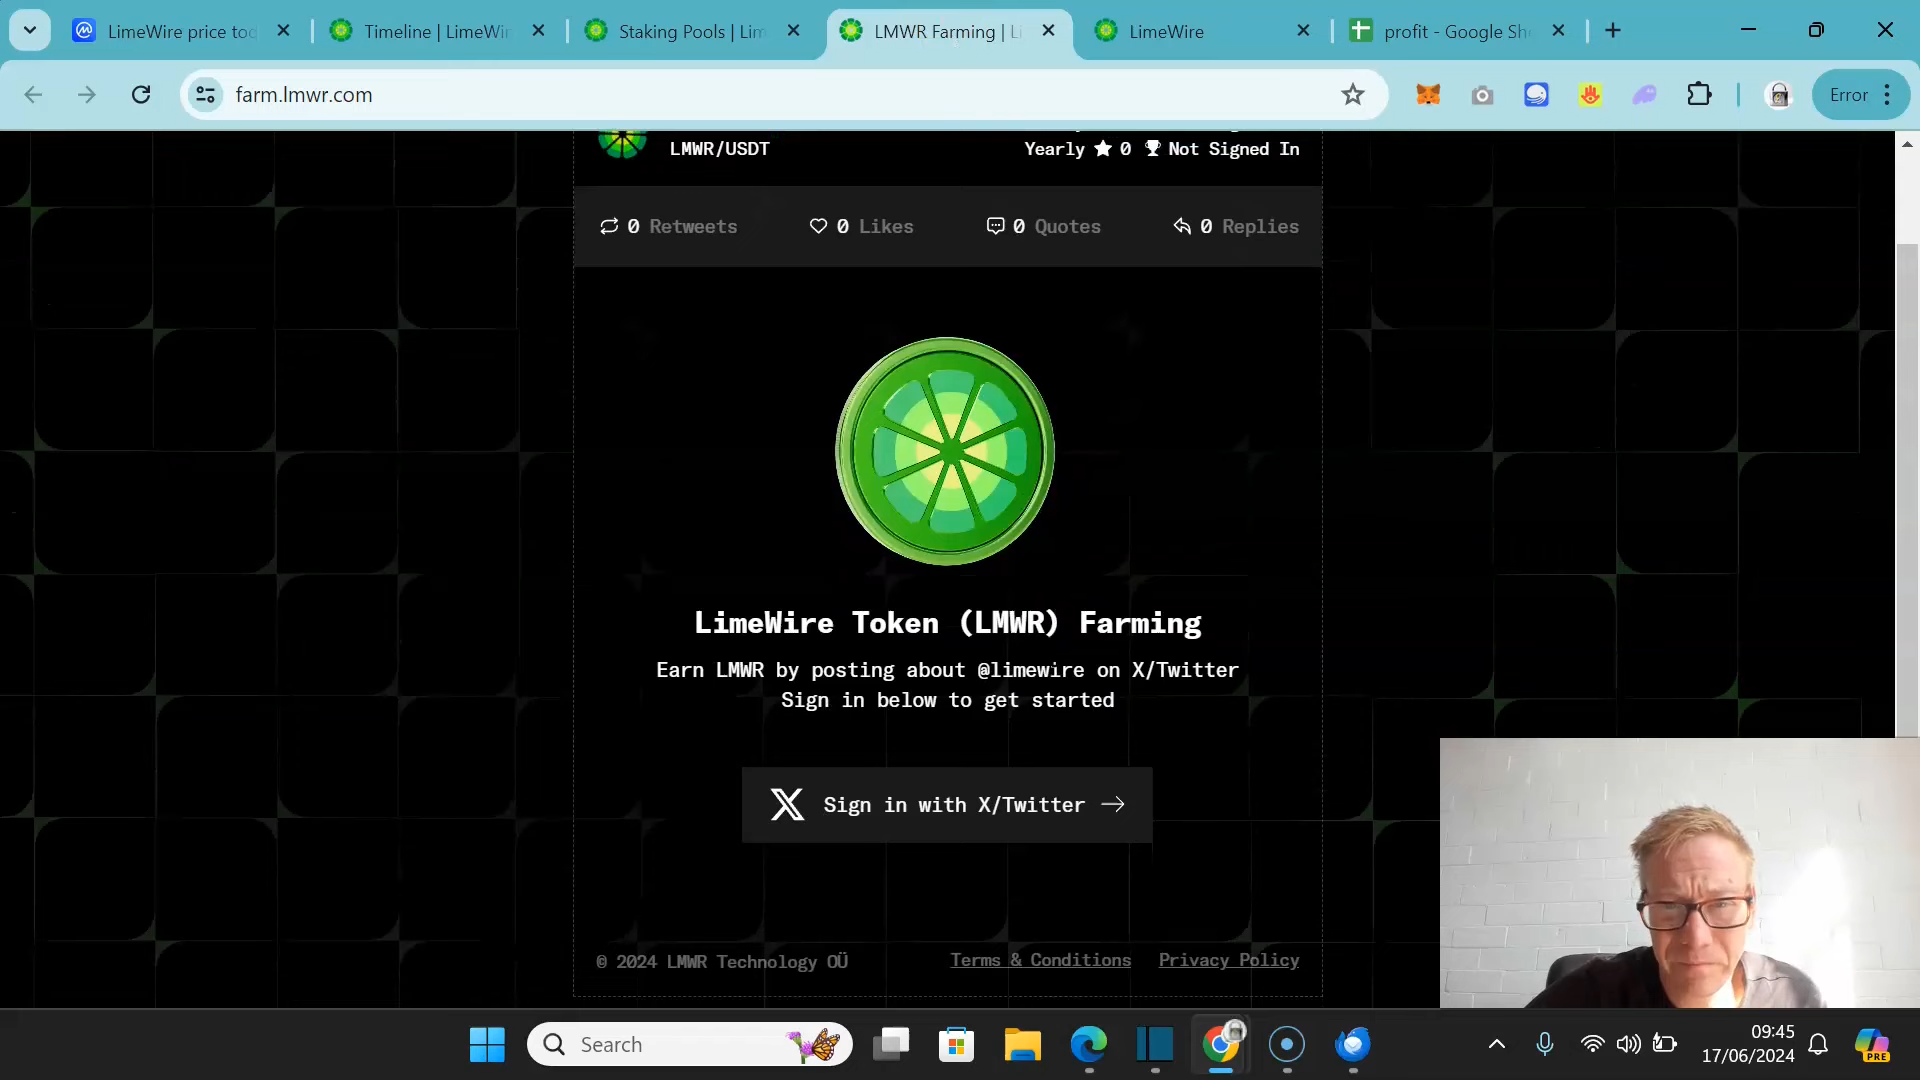 LimeWire price tod
Timeline | LimeWir
Staking Pools | Lim
LMWR Farming | Li
LimeWire
profit - Google She
farm.lmwr.com
Error
LMWR/USDT
Yearly 0 Not Signed In
0 Retweets
0 Likes
0 Quotes
0 Replies
LimeWire Token (LMWR) Farming
Earn LMWR by posting about @limewire on X/Twitter
Sign in below to get started
Sign in with X/Twitter
© 2024 LMWR Technology OÜ
Terms & Conditions
Privacy Policy
Search
09:45
17/06/2024
PRE